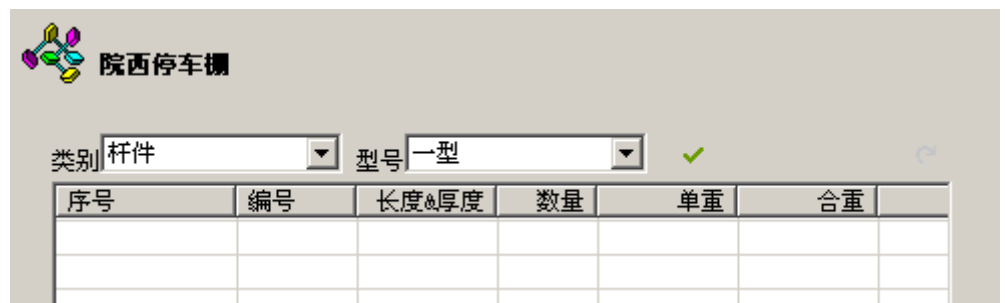 院西停车棚
类别 杆件 型号 一型
序号 编号 长度&厚度 数量 单重 合重